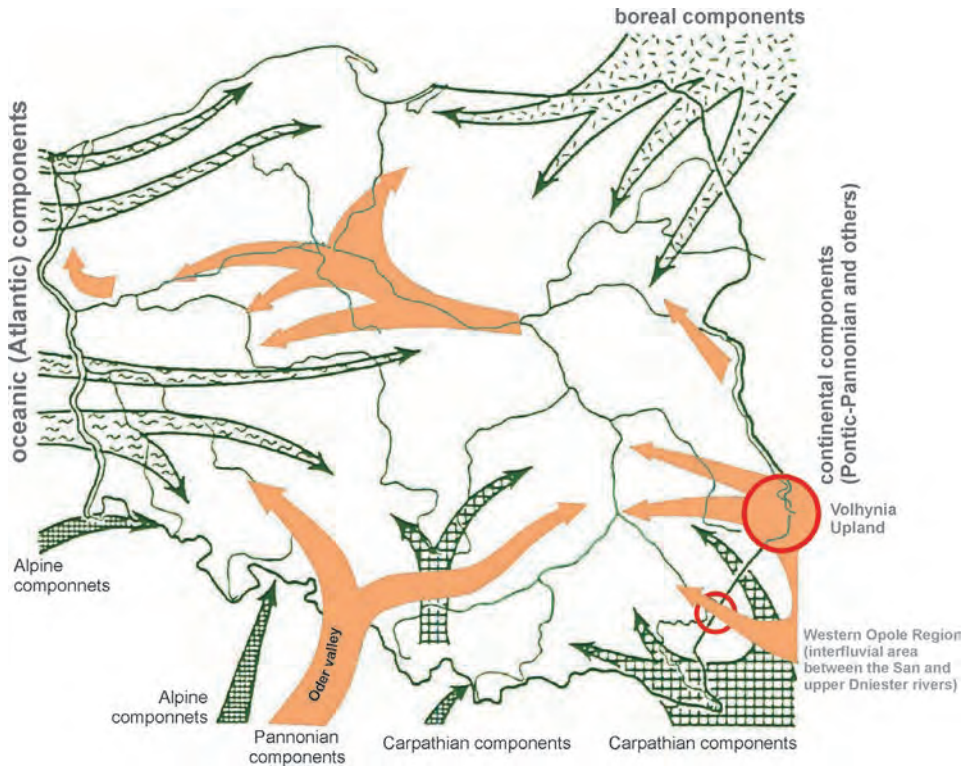 boreal components
oceanic (Atlantic) components
continental components
(Pontic-Pannonian and others)
Volhynia
Upland
Alpine
componnets
Western Opole Region
(interfluvial area
between the San and
upper Dniester rivers)
Oder valley
Alpine
componnets
Pannonian
components
Carpathian components
Carpathian components